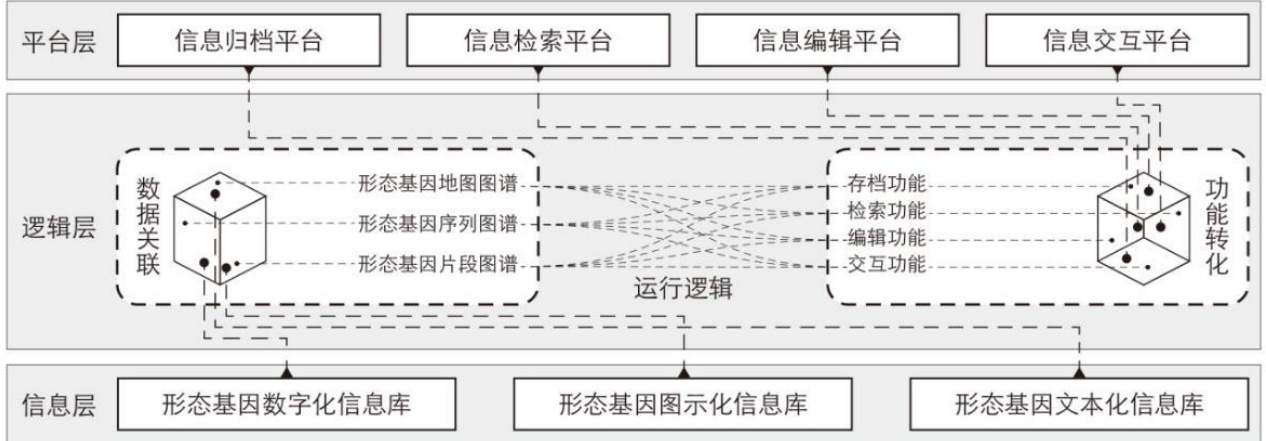 平台层
信息归档平台
信息检索平台
信息编辑平台
信息交互平台
逻辑层
数据关联
形态基因地图图谱
形态基因序列图谱
形态基因片段图谱
运行逻辑
存档功能
检索功能
编辑功能
交互功能
功能转化
信息层
形态基因数字化信息库
形态基因图示化信息库
形态基因文本化信息库